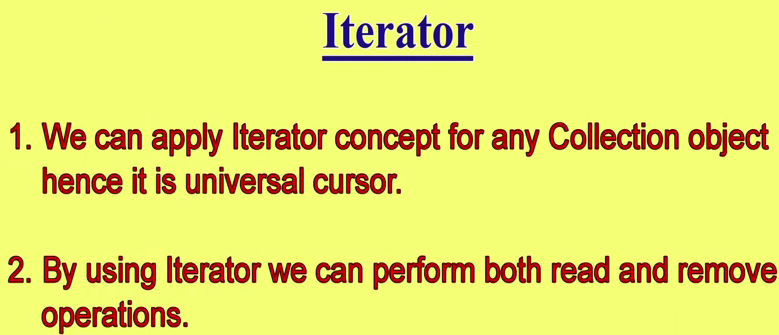 Iterator
1. We can apply Iterator concept for any Collection object
hence it is universal cursor.
2. By using Iterator we can perform both read and remove
operations.